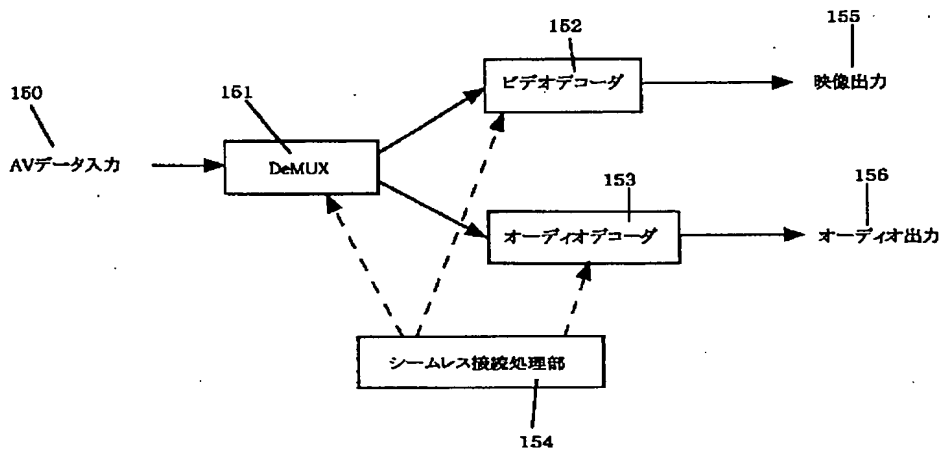 152
155
ビデオデコーダ
映像出力
150
151
AVデータ入力
DeMUX
153
156
オーディオデコーダ
オーディオ出力
シームレス接続処理部
154